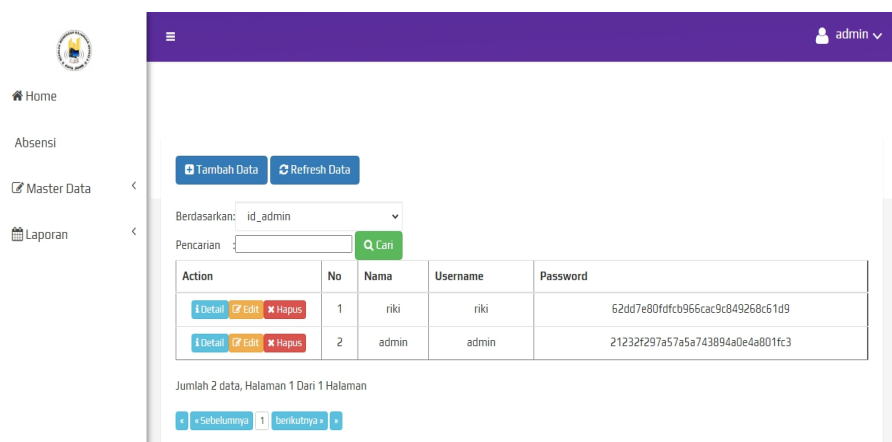 admin
Home
Absensi
Master Data
Laporan
Tambah Data Refresh Data
Berdasarkan: id_admin
Pencarian : Cari
Action No Nama Username Password
Detail Edit Hapus 1 riki riki 62dd7e80fdfcb966cac9c849268c61d9
Detail Edit Hapus 2 admin admin 21232f297a57a5a743894a0e4a801fc3
Jumlah 2 data, Halaman 1 Dari 1 Halaman
« « Sebelumnya 1 berikutnya » »